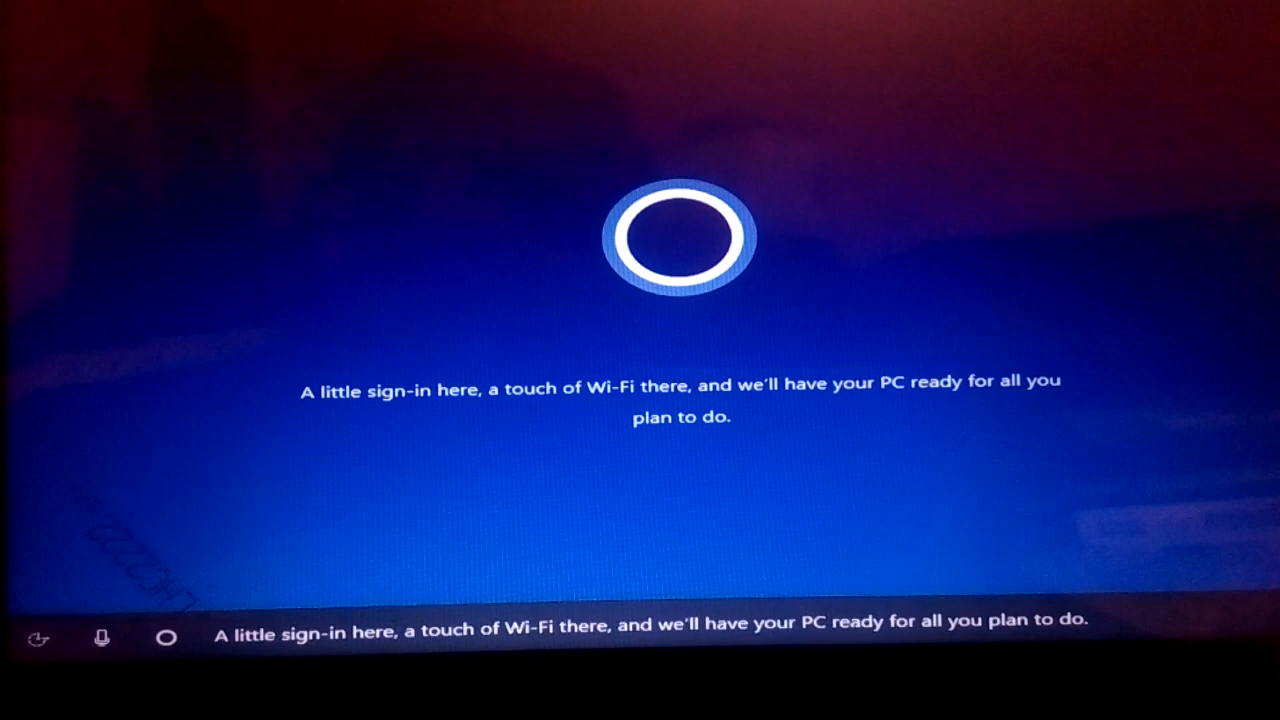 A little sign-in here, a touch of Wi-Fi there, and we'll have your PC ready for all you
plan to do.
A little sign-in here, a touch of Wi-Fi there, and we'll have your PC ready for all you plan to do.